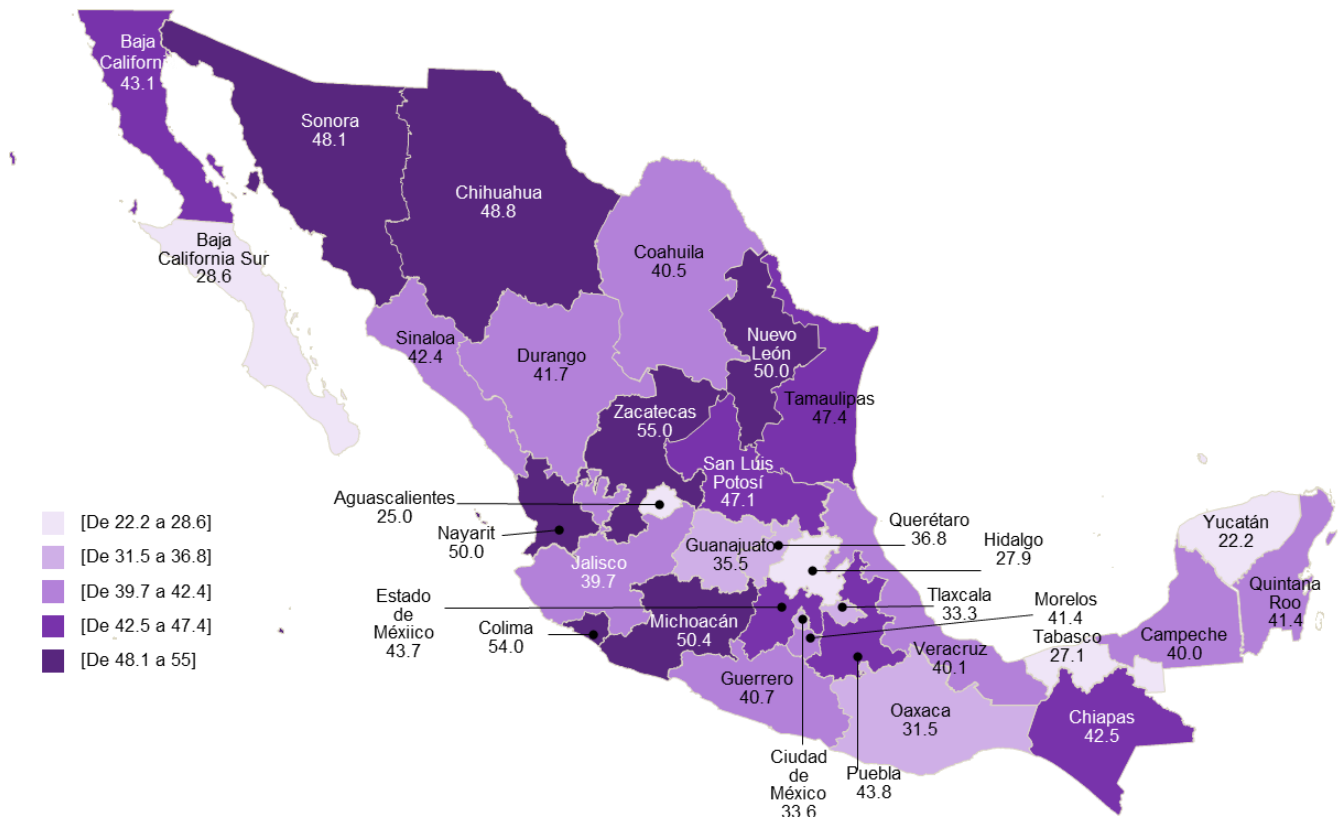 Baja
Californi
43.1
Sonora
48.1
Chihuahua
48.8
Baja
California Sur
28.6
Coahuila
40.5
Sinaloa
42.4
Durango
41.7
Nuevo
León
50.0
Tamaulipas
47.4
Zacatecas
55.0
San Luis
Potosí
47.1
Aguascalientes
25.0
Nayarit
50.0
Jalisco
39.7
Guanajuato
35.5
Querétaro
36.8
Hidalgo
27.9
Tlaxcala
33.3
Morelos
41.4
Estado
de
Méxiico
43.7
Colima
54.0
Michoacán
50.4
Guerrero
40.7
Ciudad
de
México
33.6
Puebla
43.8
Oaxaca
31.5
Veracruz
40.1
Tabasco
27.1
Chiapas
42.5
Campeche
40.0
Yucatán
22.2
Quintana
Roo
41.4
[De 22.2 a 28.6]
[De 31.5 a 36.8]
[De 39.7 a 42.4]
[De 42.5 a 47.4]
[De 48.1 a 55]